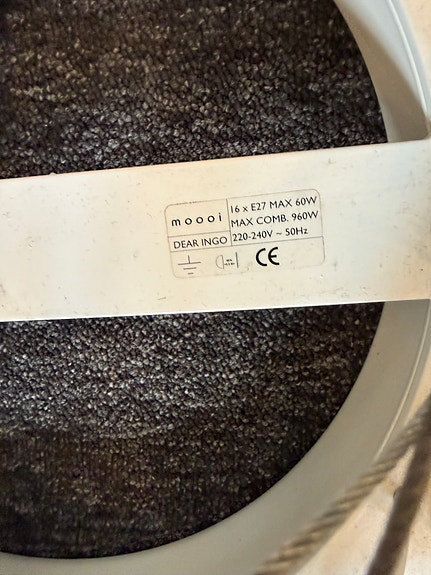 moooi
DEAR INGO
16 x E27 MAX 60W
MAX COMB. 960W
220-240V ~ 50Hz
CE